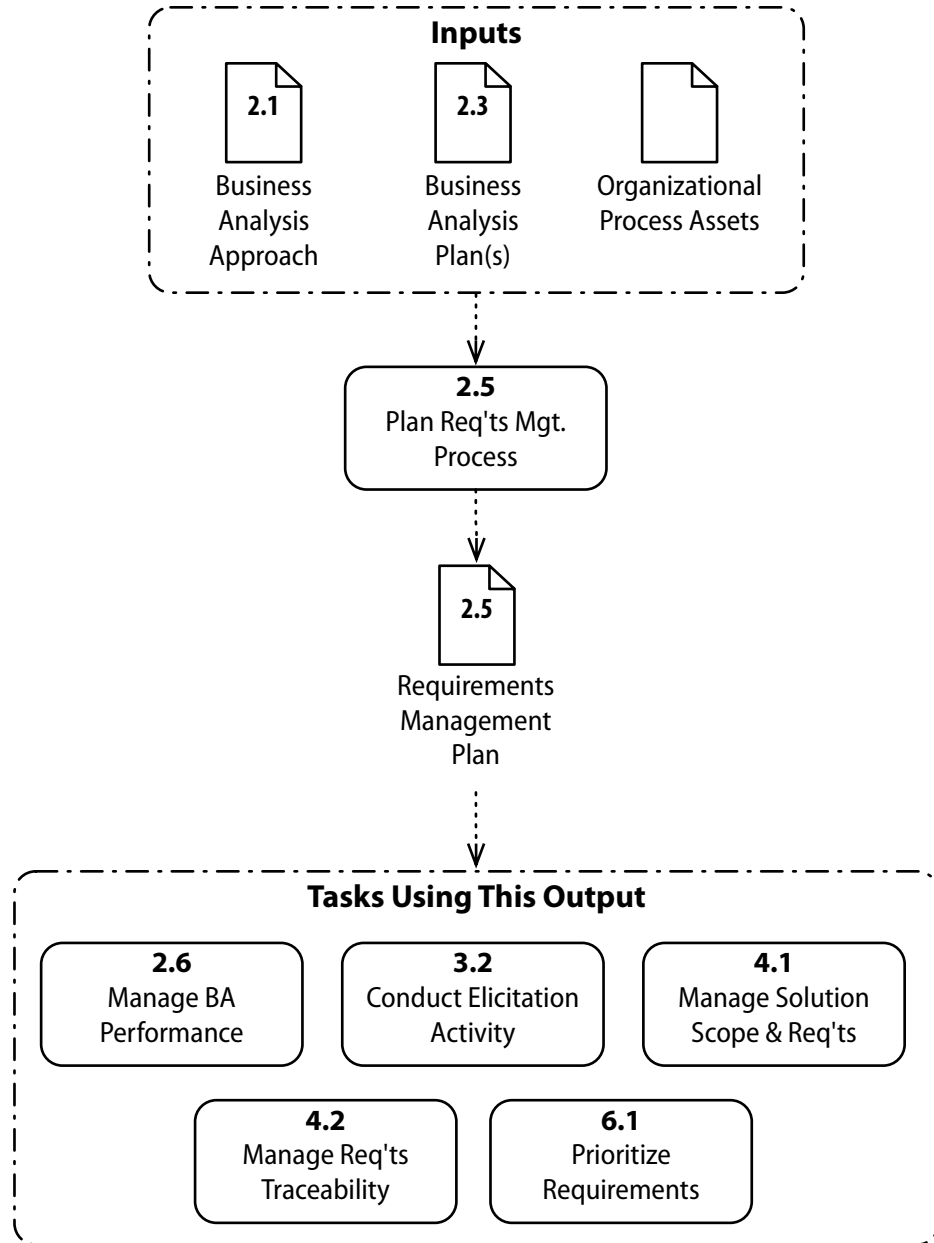 Inputs
2.1
Business
Analysis
Approach
2.3
Business
Analysis
Plan(s)
Organizational
Process Assets
2.5
Plan Req'ts Mgt.
Process
2.5
Requirements
Management
Plan
Tasks Using This Output
2.6
Manage BA
Performance
3.2
Conduct Elicitation
Activity
4.1
Manage Solution
Scope & Req'ts
4.2
Manage Req'ts
Traceability
6.1
Prioritize
Requirements